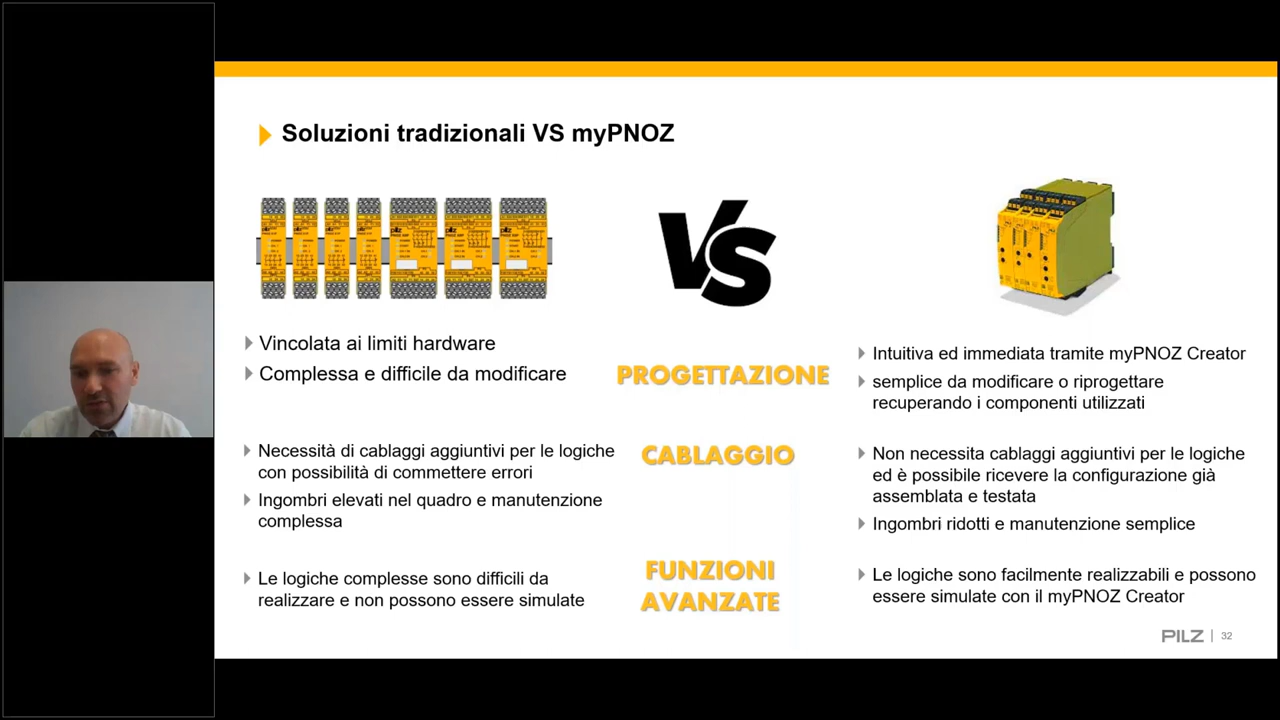 Soluzioni tradizionali VS myPNOZ
VS
Vincolata ai limiti hardware
Complessa e difficile da modificare
PROGETTAZIONE
Intuitiva ed immediata tramite myPNOZ Creator
semplice da modificare o riprogettare
recuperando i componenti utilizzati
Necessità di cablaggi aggiuntivi per le logiche
con possibilità di commettere errori
Ingombri elevati nel quadro e manutenzione
complessa
CABLAGGIO
Non necessita cablaggi aggiuntivi per le logiche
ed è possibile ricevere la configurazione già
assemblata e testata
Ingombri ridotti e manutenzione semplice
Le logiche complesse sono difficili da
realizzare e non possono essere simulate
FUNZIONI
AVANZATE
Le logiche sono facilmente realizzabili e possono
essere simulate con il myPNOZ Creator
PILZ | 32